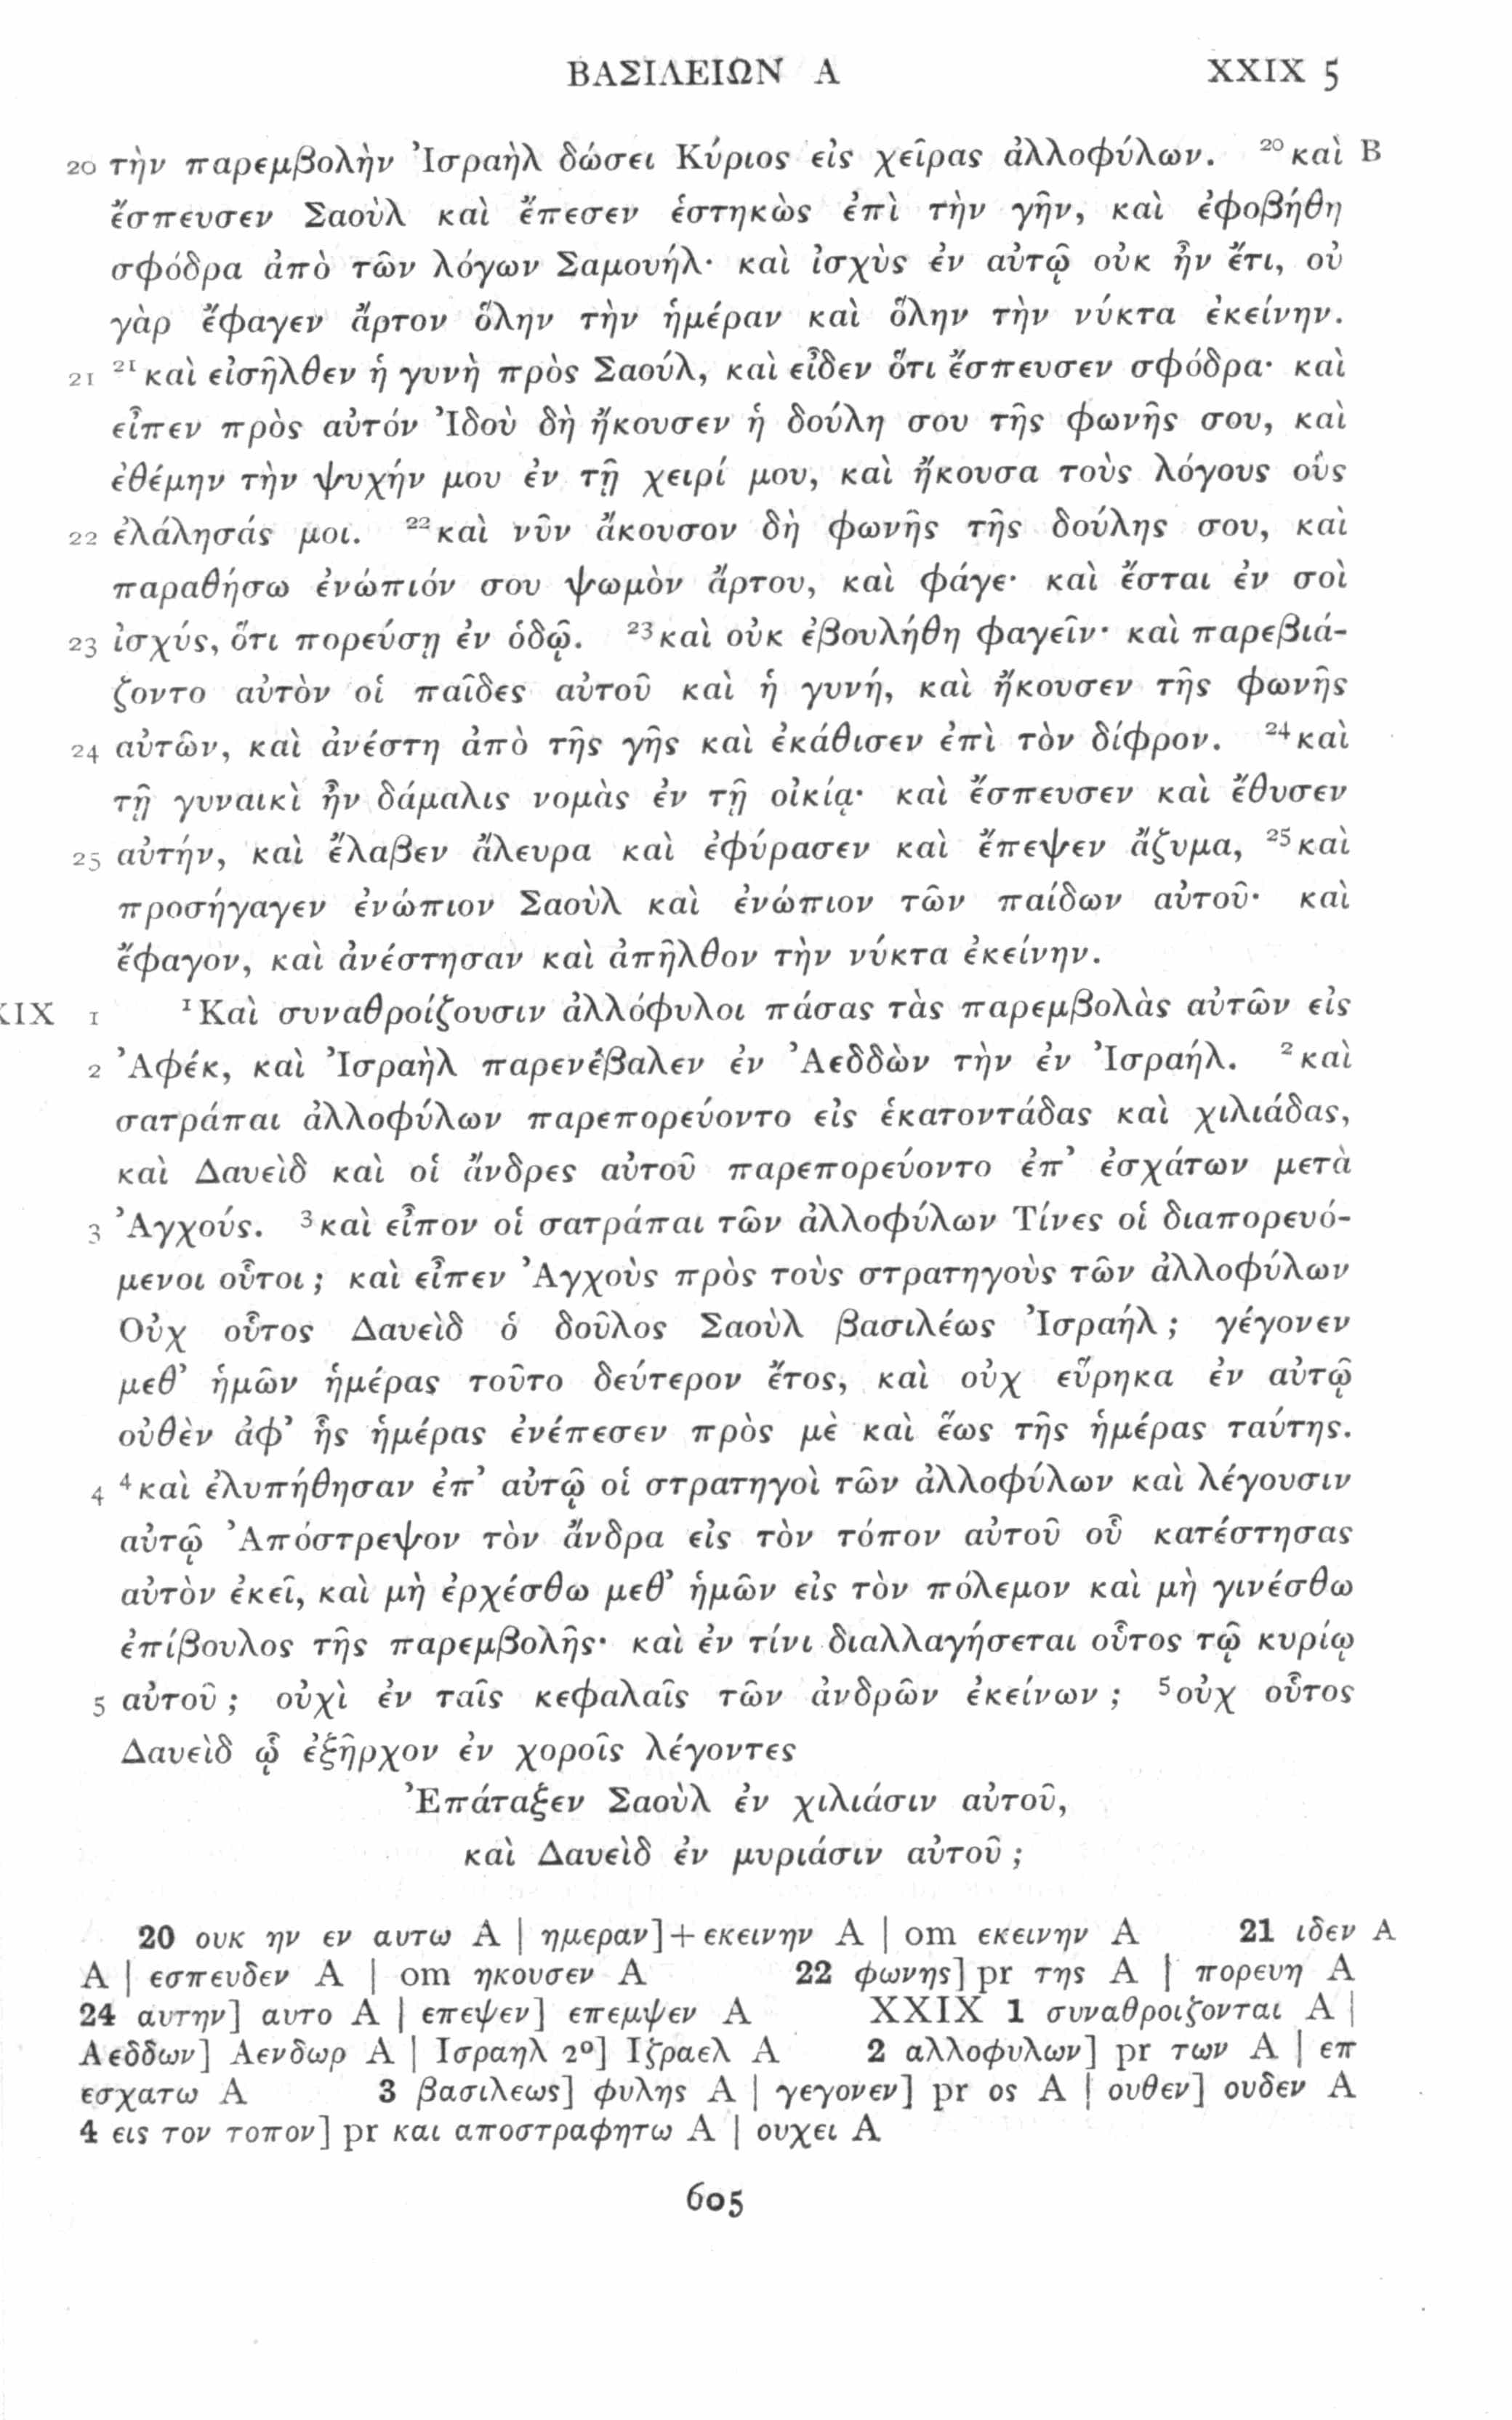 ΒΑΣΙΛΕΙΩΝ Α XXIX 5
20 τὴν παρεμβολὴν Ἰσραὴλ δώσει Κύριος εἰς χεῖρας ἀλλοφύλων. ²⁰καὶ B
ἔσπευσεν Σαοὺλ καὶ ἔπεσεν ἑστηκὼς ἐπὶ τὴν γῆν, καὶ ἐφοβήθη
σφόδρα ἀπὸ τῶν λόγων Σαμουήλ· καὶ ἰσχὺς ἐν αὐτῷ οὐκ ἦν ἔτι, οὐ
γὰρ ἔφαγεν ἄρτον ὅλην τὴν ἡμέραν καὶ ὅλην τὴν νύκτα ἐκείνην.
21 ²¹καὶ εἰσῆλθεν ἡ γυνὴ πρὸς Σαούλ, καὶ εἶδεν ὅτι ἔσπευσεν σφόδρα· καὶ
εἶπεν πρὸς αὐτόν Ἰδοὺ δὴ ἤκουσεν ἡ δούλη σου τῆς φωνῆς σου, καὶ
ἐθέμην τὴν ψυχήν μου ἐν τῇ χειρί μου, καὶ ἤκουσα τοὺς λόγους οὓς
22 ἐλάλησάς μοι. ²²καὶ νῦν ἄκουσον δὴ φωνῆς τῆς δούλης σου, καὶ
παραθήσω ἐνώπιόν σου ψωμὸν ἄρτου, καὶ φάγε· καὶ ἔσται ἐν σοὶ
23 ἰσχύς, ὅτι πορεύσῃ ἐν ὁδῷ. ²³καὶ οὐκ ἐβουλήθη φαγεῖν· καὶ παρεβιά-
ζοντο αὐτὸν οἱ παῖδες αὐτοῦ καὶ ἡ γυνή, καὶ ἤκουσεν τῆς φωνῆς
24 αὐτῶν, καὶ ἀνέστη ἀπὸ τῆς γῆς καὶ ἐκάθισεν ἐπὶ τὸν δίφρον. ²⁴καὶ
τῇ γυναικὶ ἦν δάμαλις νομὰς ἐν τῇ οἰκίᾳ· καὶ ἔσπευσεν καὶ ἔθυσεν
25 αὐτήν, καὶ ἔλαβεν ἄλευρα καὶ ἐφύρασεν καὶ ἔπεψεν ἄζυμα, ²⁵καὶ
προσήγαγεν ἐνώπιον Σαοὺλ καὶ ἐνώπιον τῶν παίδων αὐτοῦ· καὶ
ἔφαγον, καὶ ἀνέστησαν καὶ ἀπῆλθον τὴν νύκτα ἐκείνην.
XIX 1 ¹Καὶ συναθροίζουσιν ἀλλόφυλοι πάσας τὰς παρεμβολὰς αὐτῶν εἰς
2 Ἀφέκ, καὶ Ἰσραὴλ παρενέβαλεν ἐν Ἀεδδὼν τὴν ἐν Ἰσραήλ. ²καὶ
σατράπαι ἀλλοφύλων παρεπορεύοντο εἰς ἑκατοντάδας καὶ χιλιάδας,
καὶ Δαυεὶδ καὶ οἱ ἄνδρες αὐτοῦ παρεπορεύοντο ἐπ’ ἐσχάτων μετὰ
3 Ἀγχούς. ³καὶ εἶπον οἱ σατράπαι τῶν ἀλλοφύλων Τίνες οἱ διαπορευό-
μενοι οὗτοι; καὶ εἶπεν Ἀγχοὺς πρὸς τοὺς στρατηγοὺς τῶν ἀλλοφύλων
Οὐχ οὗτος Δαυεὶδ ὁ δοῦλος Σαοὺλ βασιλέως Ἰσραήλ; γέγονεν
μεθ’ ἡμῶν ἡμέρας τοῦτο δεύτερον ἔτος, καὶ οὐχ εὕρηκα ἐν αὐτῷ
οὐθὲν ἀφ’ ἧς ἡμέρας ἐνέπεσεν πρὸς μὲ καὶ ἕως τῆς ἡμέρας ταύτης.
4 ⁴καὶ ἐλυπήθησαν ἐπ’ αὐτῷ οἱ στρατηγοὶ τῶν ἀλλοφύλων καὶ λέγουσιν
αὐτῷ Ἀπόστρεψον τὸν ἄνδρα εἰς τὸν τόπον αὐτοῦ οὗ κατέστησας
αὐτὸν ἐκεῖ, καὶ μὴ ἐρχέσθω μεθ’ ἡμῶν εἰς τὸν πόλεμον καὶ μὴ γινέσθω
ἐπίβουλος τῆς παρεμβολῆς· καὶ ἐν τίνι διαλλαγήσεται οὗτος τῷ κυρίῳ
5 αὐτοῦ; οὐχὶ ἐν ταῖς κεφαλαῖς τῶν ἀνδρῶν ἐκείνων; ⁵οὐχ οὗτος
Δαυεὶδ ᾧ ἐξῆρχον ἐν χοροῖς λέγοντες
Ἐπάταξεν Σαοὺλ ἐν χιλιάσιν αὐτοῦ,
καὶ Δαυεὶδ ἐν μυριάσιν αὐτοῦ;
20 ουκ ην εν αυτω A | ημεραν]+εκεινην A | om εκεινην A 21 ιδεν A
A | εσπευδεν A | om ηκουσεν A 22 φωνης] pr της A | πορευη A
24 αυτην] αυτο A | επεψεν] επεμψεν A XXIX 1 συναθροιζονται A |
Αεδδων] Αενδωρ A | Ισραηλ 2⁰] Ιζραελ A 2 αλλοφυλων] pr των A | επ
εσχατω A 3 βασιλεως] φυλης A | γεγονεν] pr ος A | ουθεν] ουδεν A
4 εις τον τοπον] pr και αποστραφητω A | ουχει A
605